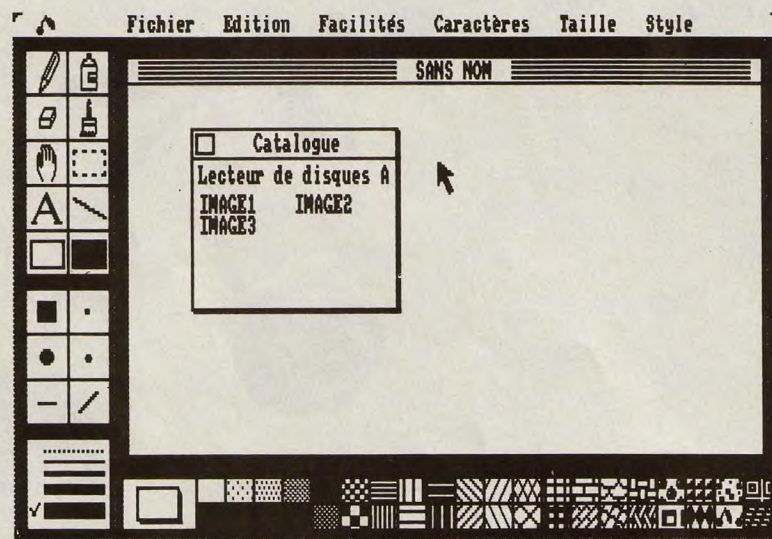 Fichier Edition Facilités Caractères Taille Style
SANS NOM
Catalogue
Lecteur de disques A
IMAGE1 IMAGE2
IMAGE3
A